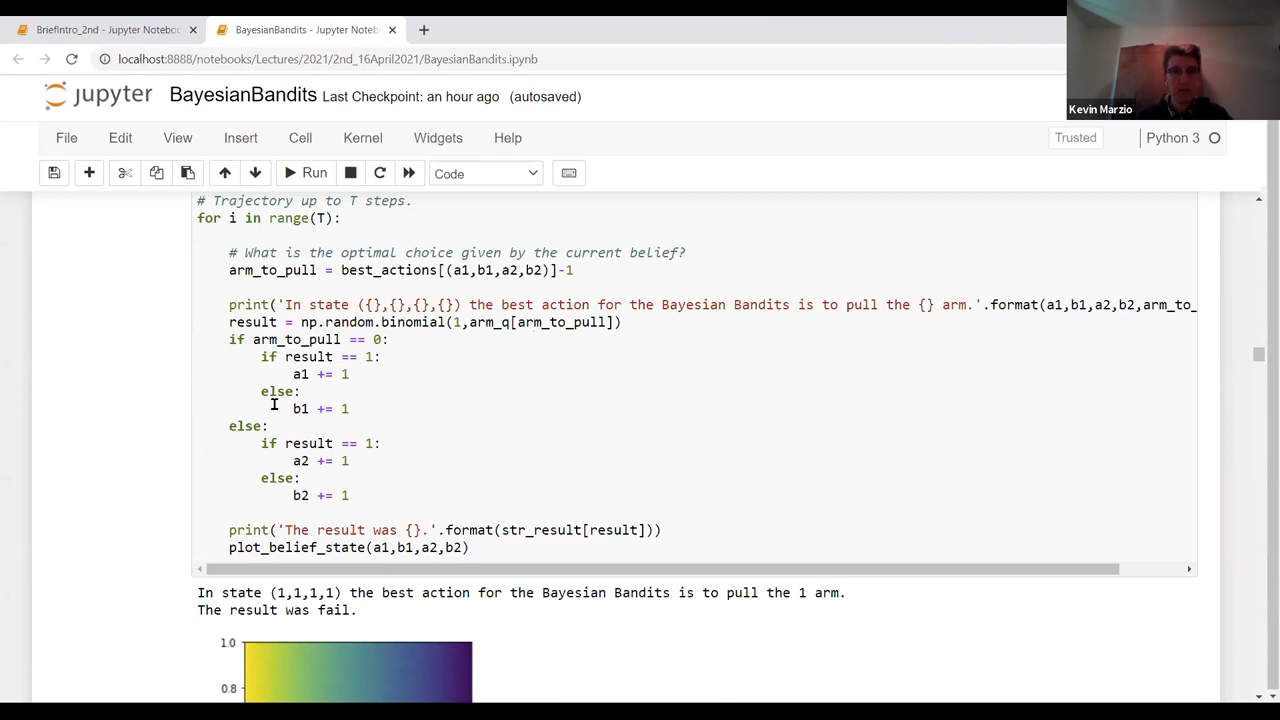 BriefIntro_2nd - Jupyter Noteboo
BayesianBandits - Jupyter Noteb
localhost:8888/notebooks/Lectures/2021/2nd_16April2021/BayesianBandits.ipynb
Kevin Marzio
jupyter BayesianBandits Last Checkpoint: an hour ago (autosaved)
File Edit View Insert Cell Kernel Widgets Help Trusted Python 3
Run Code
# Trajectory up to T steps.
for i in range(T):
# What is the optimal choice given by the current belief?
arm_to_pull = best_actions[(a1,b1,a2,b2)]-1
print('In state ({},{},{},{}) the best action for the Bayesian Bandits is to pull the {} arm.'.format(a1,b1,a2,b2,arm_to_
result = np.random.binomial(1,arm_q[arm_to_pull])
if arm_to_pull == 0:
if result == 1:
a1 += 1
else:
b1 += 1
else:
if result == 1:
a2 += 1
else:
b2 += 1
print('The result was {}.'.format(str_result[result]))
plot_belief_state(a1,b1,a2,b2)
In state (1,1,1,1) the best action for the Bayesian Bandits is to pull the 1 arm.
The result was fail.
1.0
0.8